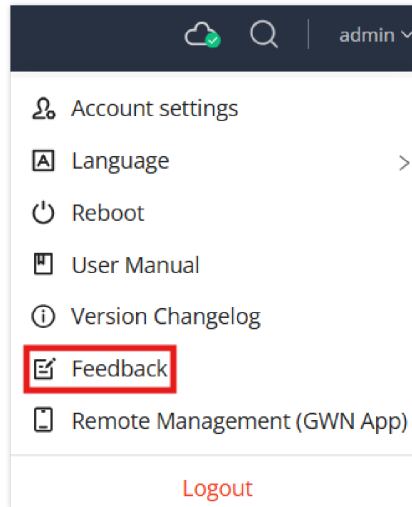 admin
Account settings
Language
Reboot
User Manual
Version Changelog
Feedback
Remote Management (GWN App)
Logout